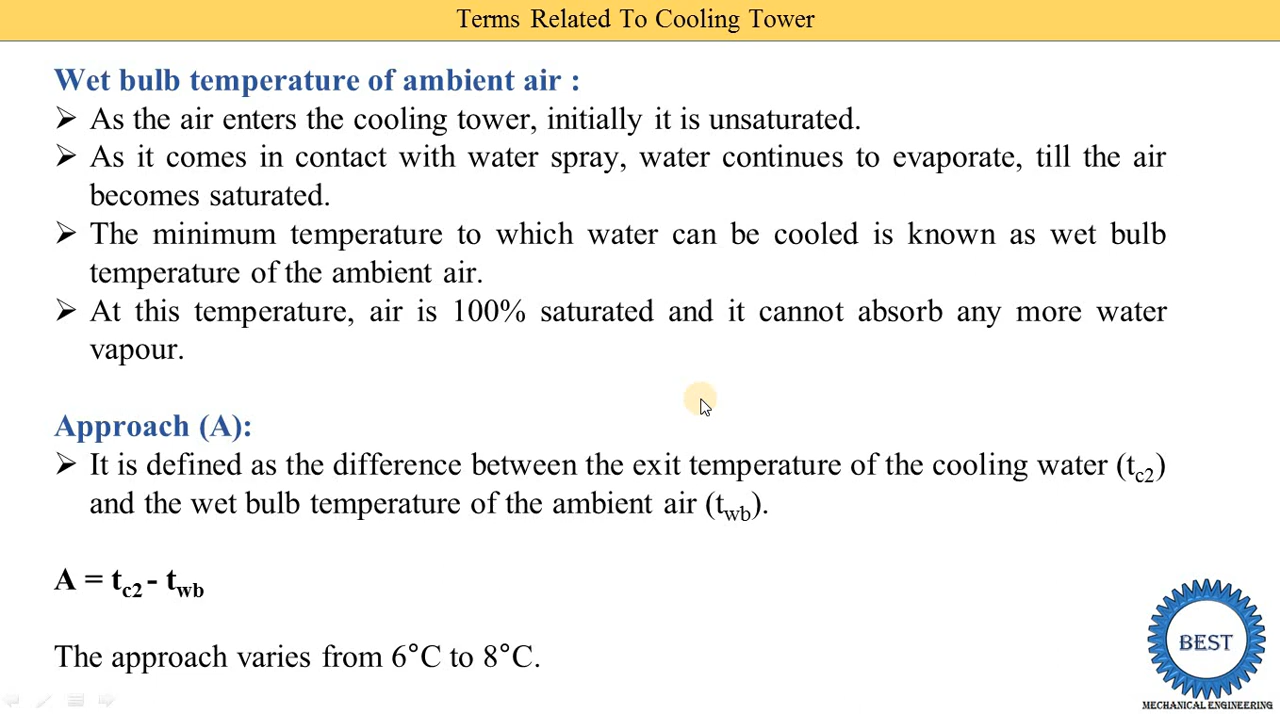 Terms Related To Cooling Tower
Wet bulb temperature of ambient air :
➢ As the air enters the cooling tower, initially it is unsaturated.
➢ As it comes in contact with water spray, water continues to evaporate, till the air
becomes saturated.
➢ The minimum temperature to which water can be cooled is known as wet bulb
temperature of the ambient air.
➢ At this temperature, air is 100% saturated and it cannot absorb any more water
vapour.
Approach (A):
➢ It is defined as the difference between the exit temperature of the cooling water (tc2)
and the wet bulb temperature of the ambient air (twb).
A = tc2 - twb
The approach varies from 6°C to 8°C.
BEST
MECHANICAL ENGINEERING